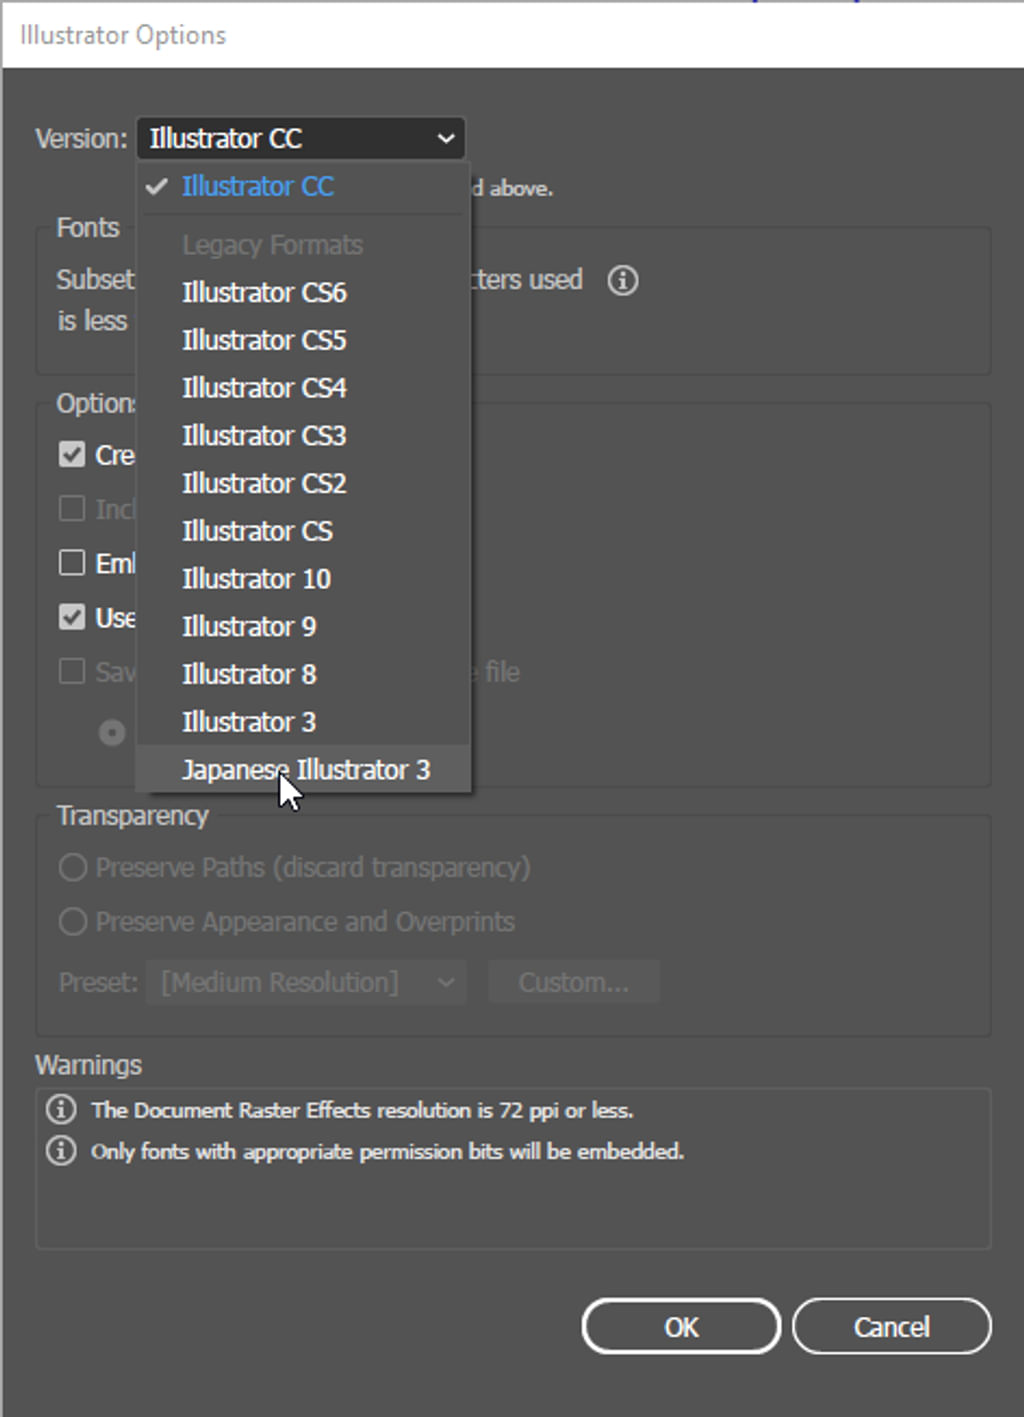 Illustrator Options
Version: Illustrator CC
Illustrator CC
d above.
Legacy Formats
Illustrator CS6
Illustrator CS5
Illustrator CS4
Illustrator CS3
Illustrator CS2
Illustrator CS
Illustrator 10
Illustrator 9
Illustrator 8
Illustrator 3
Japanese Illustrator 3
Fonts
Subset
cters used
is less
Options
Cre
Incl
Eml
Use
Sav
e file
Transparency
Preserve Paths (discard transparency)
Preserve Appearance and Overprints
Preset: [Medium Resolution] Custom...
Warnings
The Document Raster Effects resolution is 72 ppi or less.
Only fonts with appropriate permission bits will be embedded.
OK Cancel